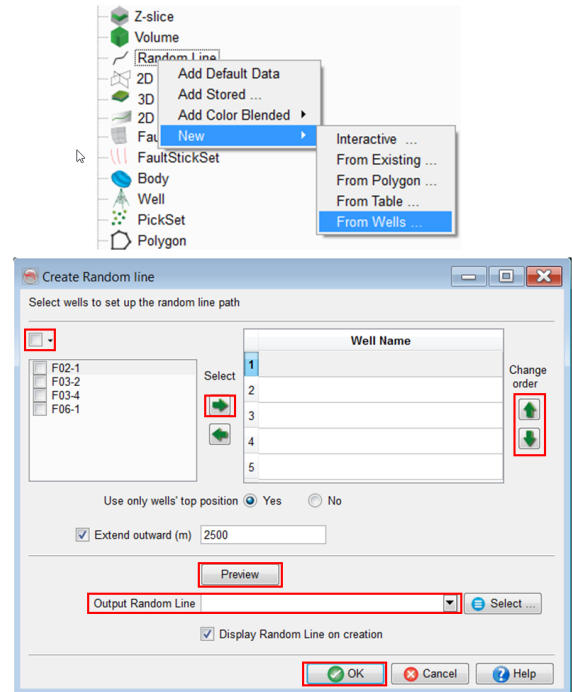 Z-slice
Volume
Random Line
2D
3D
2D
Fau
FaultStickSet
Body
Well
PickSet
Polygon
Add Default Data
Add Stored ...
Add Color Blended
New
Interactive ...
From Existing ...
From Polygon ...
From Table ...
From Wells ...
Create Random line
Select wells to set up the random line path
F02-1
F03-2
F03-4
F06-1
Select
Well Name
1
2
3
4
5
Change
order
Use only wells' top position Yes No
Extend outward (m) 2500
Preview
Output Random Line Select ...
Display Random Line on creation
OK Cancel Help